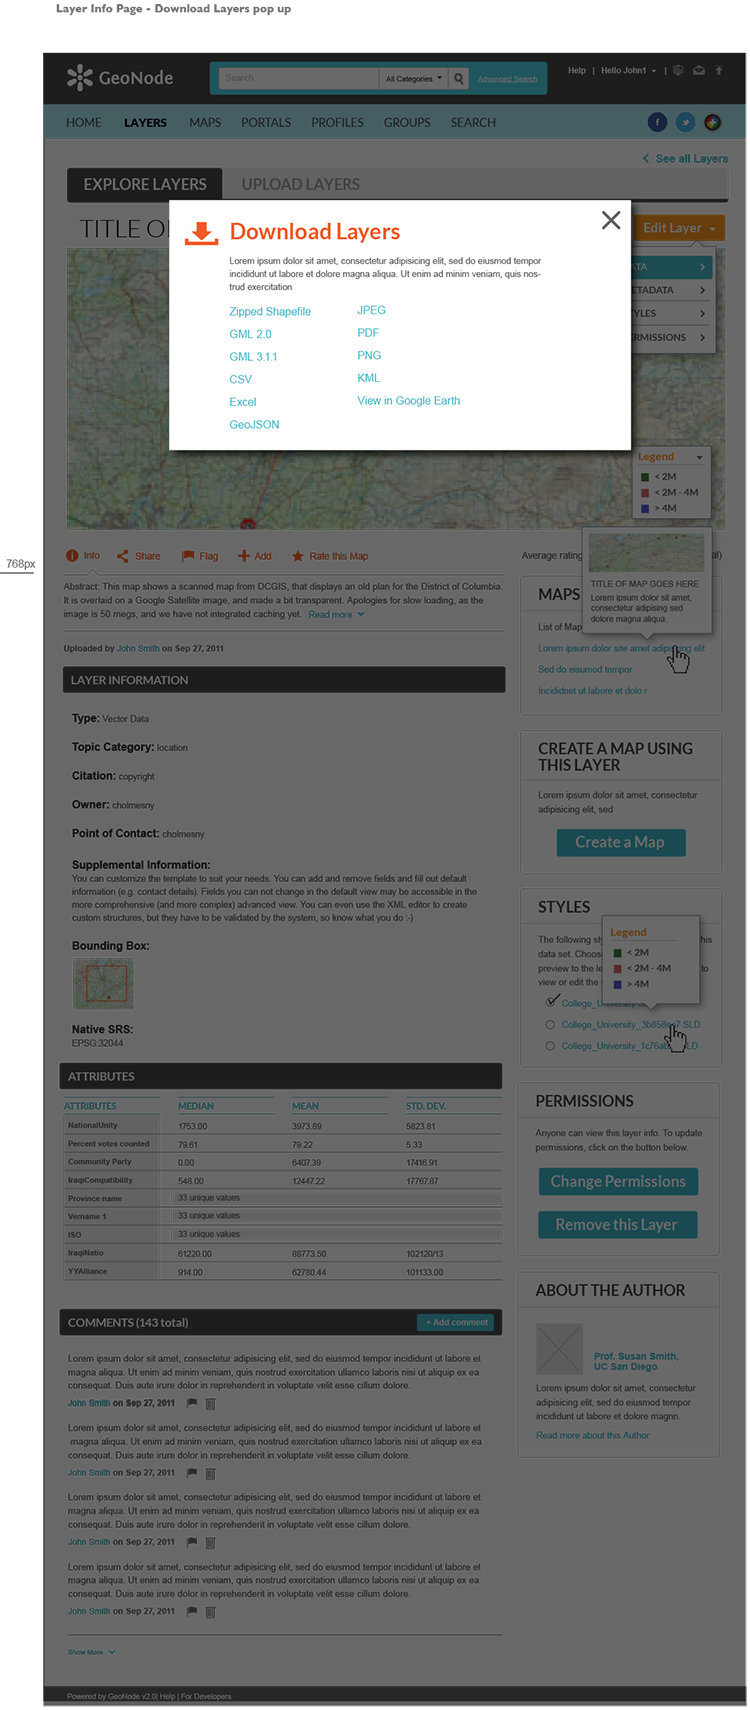 Layer Info Page - Download Layers pop up
GeoNode
Search
All Categories
Advanced Search
Help | Hello John1 |
HOME LAYERS MAPS PORTALS PROFILES GROUPS SEARCH
See all Layers
EXPLORE LAYERS UPLOAD LAYERS
TITLE
Edit Layer
Download Layers
Lorem ipsum dolor sit amet, consectetur adipisicing elit, sed do eiusmod tempor
incididunt ut labore et dolore magna aliqua. Ut enim ad minim veniam, quis nos-
trud exercitation
Zipped Shapefile
GML 2.0
GML 3.1.1
CSV
Excel
GeoJSON
JPEG
PDF
PNG
KML
View in Google Earth
ATA
ETADATA
YLES
ERMISSIONS
Legend
< 2M
< 2M - 4M
> 4M
768px
Info Share Flag Add Rate this Map
Average rating
Abstract: This map shows a scanned map from DCGIS, that displays an old plan for the District of Columbia.
It is overlaid on a Google Satellite image, and made a bit transparent. Apologies for slow loading, as the
image is 50 megs, and we have not integrated caching yet. Read more
Uploaded by John Smith on Sep 27, 2011
LAYER INFORMATION
Type: Vector Data
Topic Category: location
Citation: copyright
Owner: cholmesny
Point of Contact: cholmesny
Supplemental Information:
You can customize the template to suit your needs. You can add and remove fields and fill out default
information (e.g. contact details). Fields you can not change in the default view may be accessible in the
more comprehensive (and more complex) advanced view. You can even use the XML editor to create
custom structures, but they have to be validated by the system, so know what you do :-)
Bounding Box:
Native SRS:
EPSG:32044
ATTRIBUTES
ATTRIBUTES MEDIAN MEAN STD. DEV.
NationalUnity 1753.00 3973.89 5823.81
Percent votes counted 79.61 79.22 5.33
Community Party 0.00 6407.39 17416.91
IraqiCompatibility 548.00 12447.22 17767.87
Province name 33 unique values
Vername 1 33 unique values
ISO 33 unique values
IraqiNatio 61220.00 88773.50 102120/13
YYAlliance 914.00 62780.44 101133.00
COMMENTS (143 total)
+ Add comment
Lorem ipsum dolor sit amet, consectetur adipisicing elit, sed do eiusmod tempor incididunt ut labore et
magna aliqua. Ut enim ad minim veniam, quis nostrud exercitation ullamco laboris nisi ut aliquip ex ea
consequat. Duis aute irure dolor in reprehenderit in voluptate velit esse cillum dolore.
John Smith on Sep 27, 2011
Lorem ipsum dolor sit amet, consectetur adipisicing elit, sed do eiusmod tempor incididunt ut labore et
magna aliqua. Ut enim ad minim veniam, quis nostrud exercitation ullamco laboris nisi ut aliquip ex ea
consequat. Duis aute irure dolor in reprehenderit in voluptate velit esse cillum dolore.
John Smith on Sep 27, 2011
Lorem ipsum dolor sit amet, consectetur adipisicing elit, sed do eiusmod tempor incididunt ut labore et
magna aliqua. Ut enim ad minim veniam, quis nostrud exercitation ullamco laboris nisi ut aliquip ex ea
consequat. Duis aute irure dolor in reprehenderit in voluptate velit esse cillum dolore.
John Smith on Sep 27, 2011
Lorem ipsum dolor sit amet, consectetur adipisicing elit, sed do eiusmod tempor incididunt ut labore et
magna aliqua. Ut enim ad minim veniam, quis nostrud exercitation ullamco laboris nisi ut aliquip ex ea
consequat. Duis aute irure dolor in reprehenderit in voluptate velit esse cillum dolore.
John Smith on Sep 27, 2011
Show More
MAPS
List of Map
TITLE OF MAP GOES HERE
Lorem ipsum dolor sit amet,
consectetur adipising sed
dolore magna aliqua.
Lorem ipsum dolor site amet elit
Sed do eisumod tempor
Incididnet ut labore et dolo r
CREATE A MAP USING
THIS LAYER
Lorem ipsum dolor sit amet, consectetur
adipisicing elit, sed
Create a Map
STYLES
The following this
data set.
preview to the to
view or edit the
Legend
< 2M
< 2M - 4M
> 4M
PERMISSIONS
Anyone can view this layer info. To update
permissions, click on the button below.
Change Permissions
Remove this Layer
ABOUT THE AUTHOR
Prof. Susan Smith,
UC San Diego
Lorem ipsum dolor sit amet, consectetur
adipisicing elit, sed do eiusmod tempor
incididunt ut labore et dolore magnn.
Read more about this Author
Powered by GeoNode v2.0| Help | For Developers